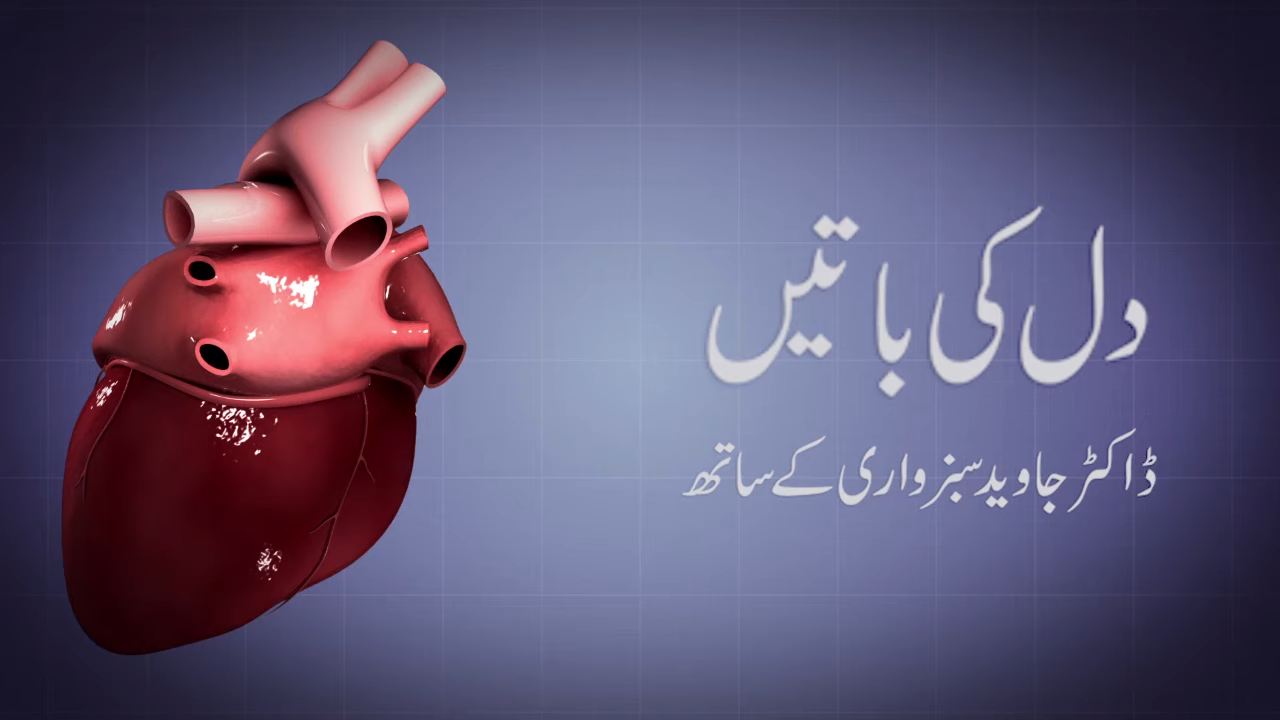 دل کی باتیں
ڈاکٹر جاوید سبزواری کے ساتھ